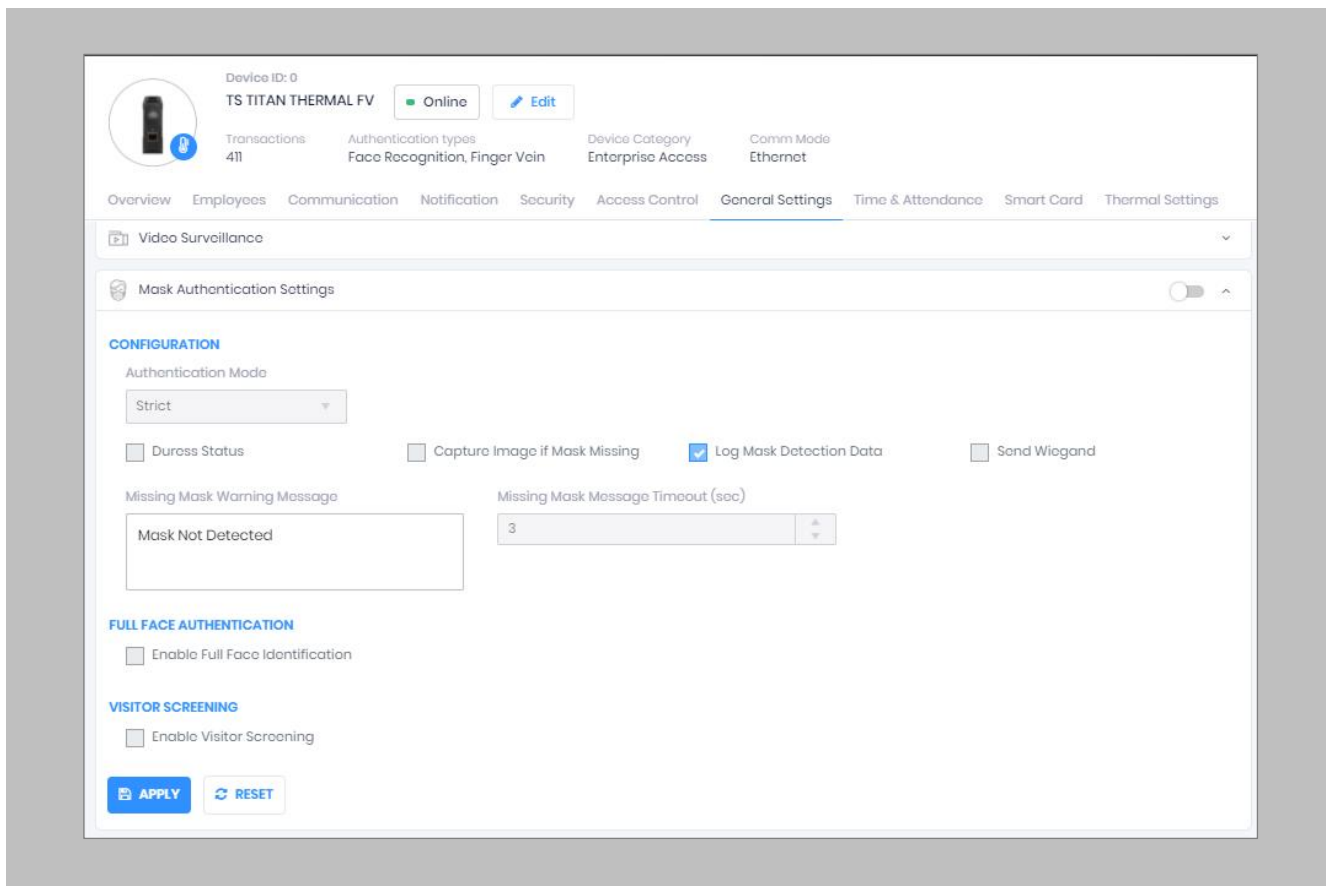 Device ID: 0
TS TITAN THERMAL FV Online Edit
Transactions Authentication types Device Category Comm Mode
411 Face Recognition, Finger Vein Enterprise Access Ethernet
Overview Employees Communication Notification Security Access Control General Settings Time & Attendance Smart Card Thermal Settings
Video Surveillance
Mask Authentication Settings
CONFIGURATION
Authentication Mode
Strict
Duress Status Capture Image if Mask Missing Log Mask Detection Data Send Wiegand
Missing Mask Warning Message Missing Mask Message Timeout (sec)
Mask Not Detected 3
FULL FACE AUTHENTICATION
Enable Full Face Identification
VISITOR SCREENING
Enable Visitor Screening
APPLY RESET